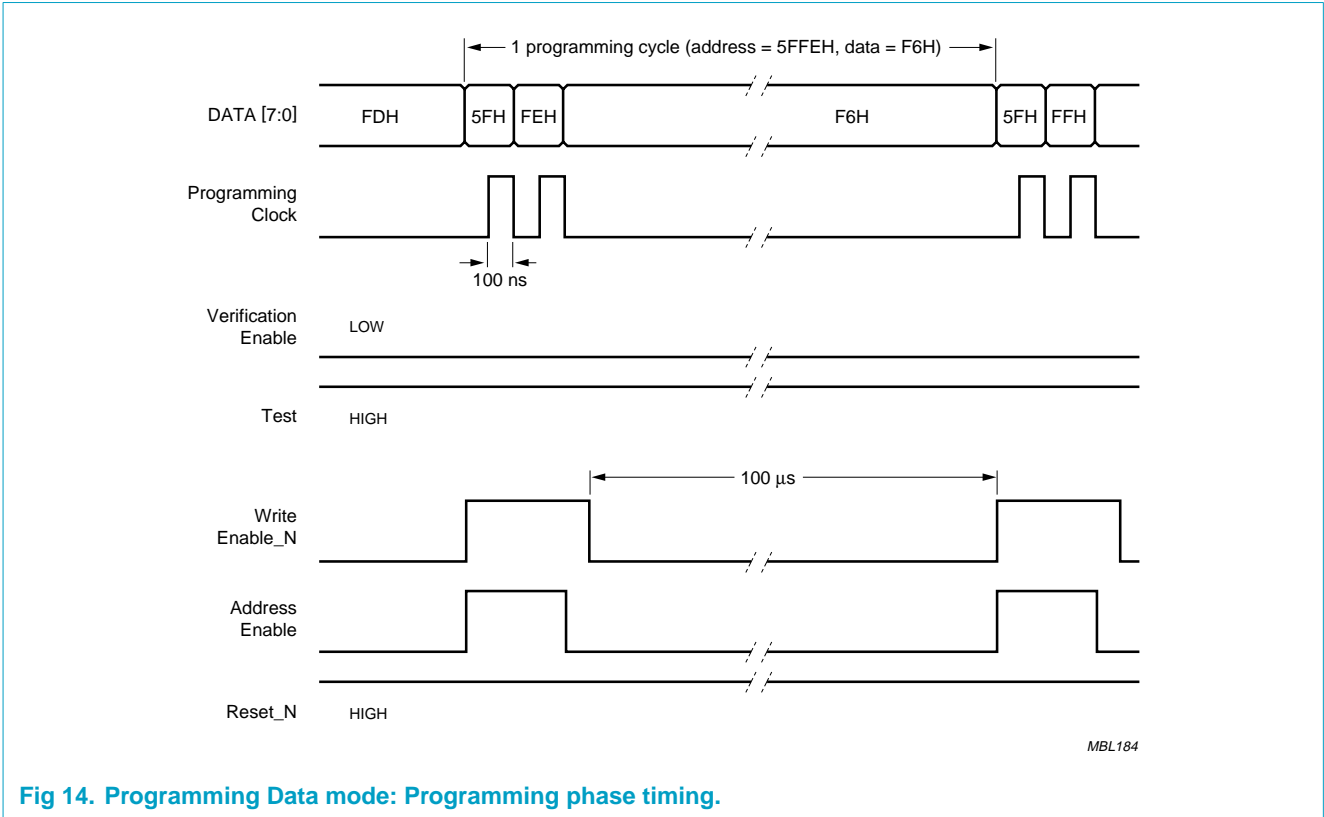 1 programming cycle (address = 5FFEH, data = F6H)
DATA [7:0]
FDH
5FH
FEH
F6H
5FH
FFH
Programming
Clock
100 ns
Verification
Enable
LOW
Test
HIGH
100 μs
Write
Enable_N
Address
Enable
Reset_N
HIGH
MBL184
Fig 14. Programming Data mode: Programming phase timing.